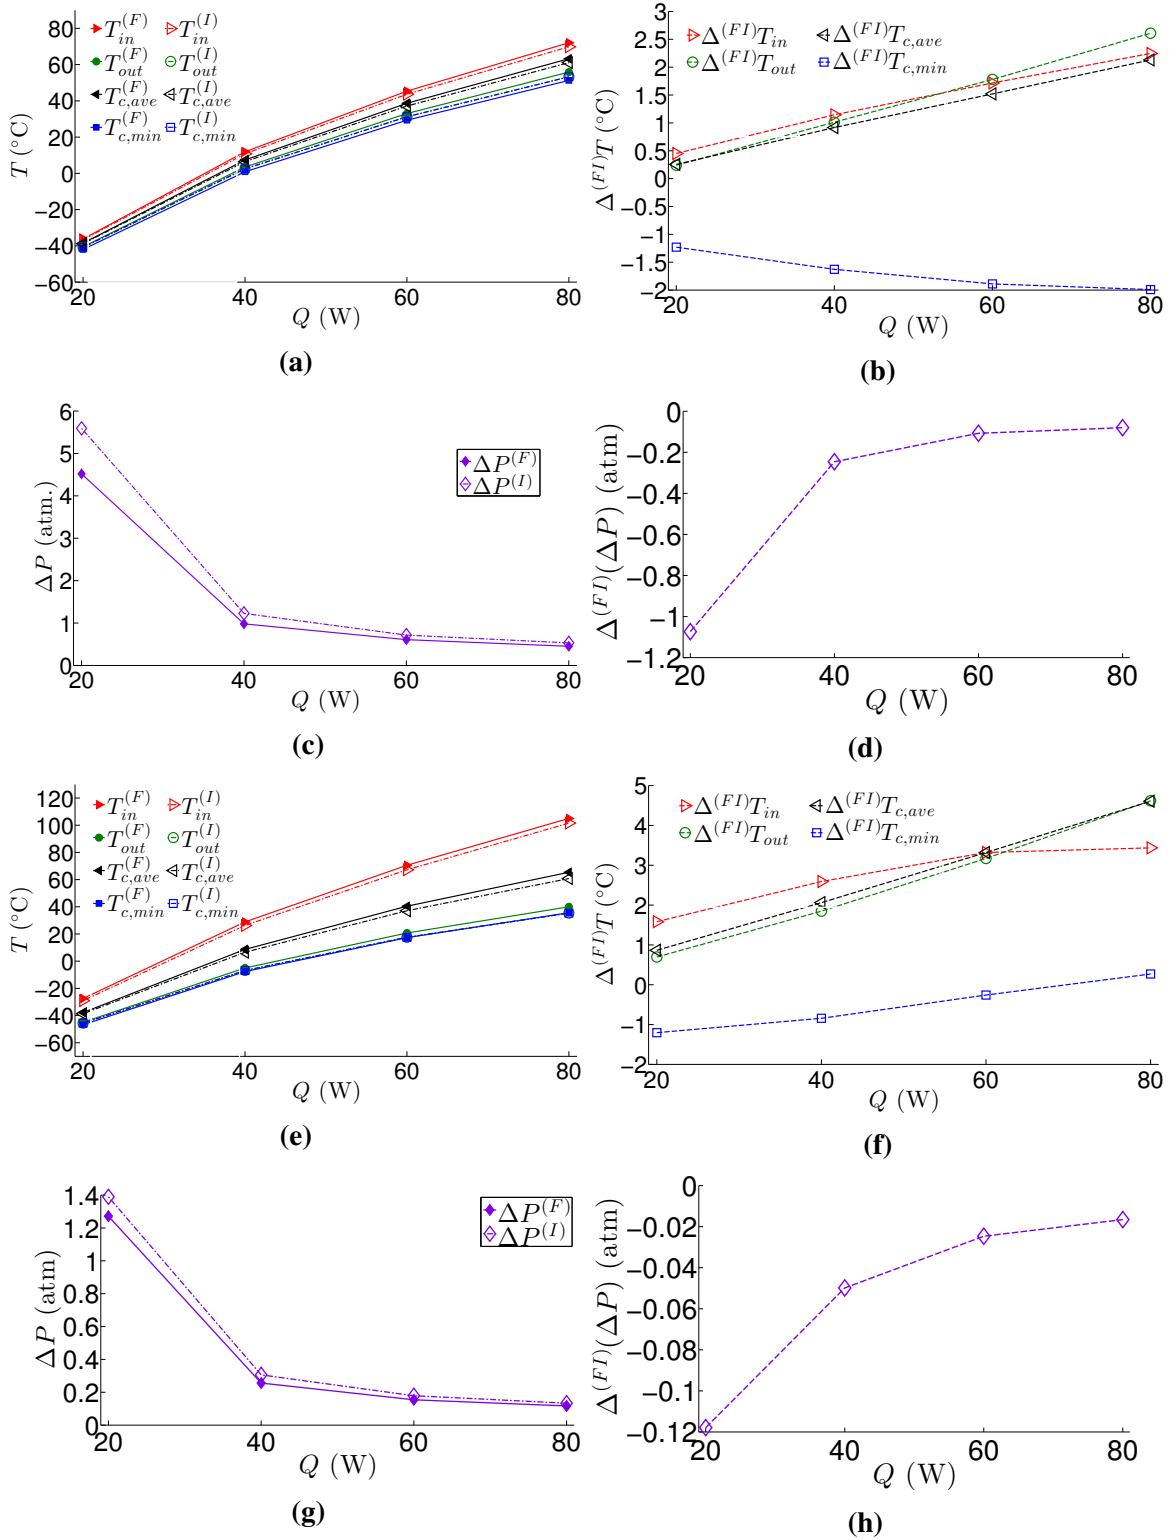 80
60
40
20
0
−20
−40
−60
20 40 60 80
T (°C)
Q (W)
T_in^(F) T_in^(I)
T_out^(F) T_out^(I)
T_c,ave^(F) T_c,ave^(I)
T_c,min^(F) T_c,min^(I)
(a)
3
2.5
2
1.5
1
0.5
0
−0.5
−1
−1.5
−2
20 40 60 80
Δ^(FI)T (°C)
Q (W)
Δ^(FI)T_in Δ^(FI)T_c,ave
Δ^(FI)T_out Δ^(FI)T_c,min
(b)
6
5
4
3
2
1
0
20 40 60 80
ΔP (atm.)
Q (W)
ΔP^(F)
ΔP^(I)
(c)
0
−0.2
−0.4
−0.6
−0.8
−1
−1.2
20 40 60 80
Δ^(FI)(ΔP) (atm)
Q (W)
(d)
120
100
80
60
40
20
0
−20
−40
−60
20 40 60 80
T (°C)
Q (W)
T_in^(F) T_in^(I)
T_out^(F) T_out^(I)
T_c,ave^(F) T_c,ave^(I)
T_c,min^(F) T_c,min^(I)
(e)
5
4
3
2
1
0
−1
−2
20 40 60 80
Δ^(FI)T (°C)
Q (W)
Δ^(FI)T_in Δ^(FI)T_c,ave
Δ^(FI)T_out Δ^(FI)T_c,min
(f)
1.4
1.2
1
0.8
0.6
0.4
0.2
0
20 40 60 80
ΔP (atm)
Q (W)
ΔP^(F)
ΔP^(I)
(g)
0
−0.02
−0.04
−0.06
−0.08
−0.1
−0.12
20 40 60 80
Δ^(FI)(ΔP) (atm)
Q (W)
(h)